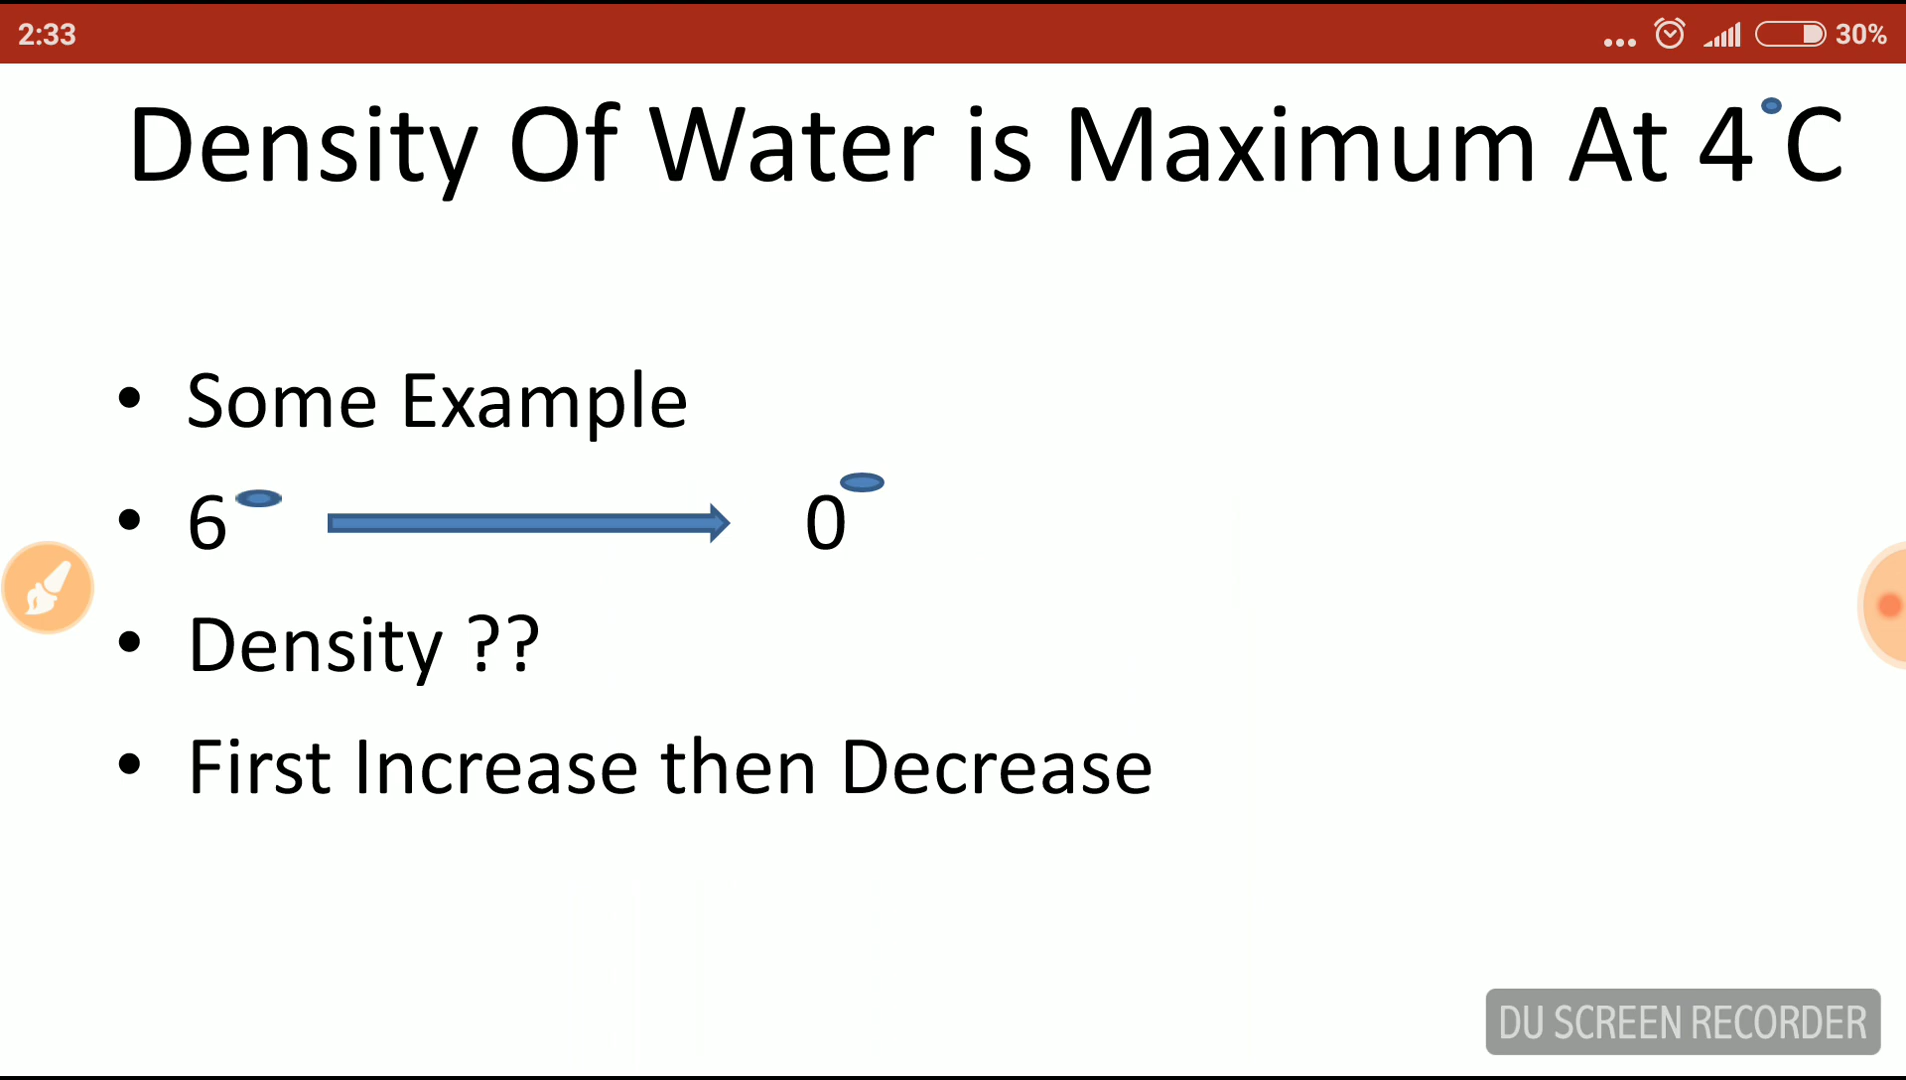 2:33
30%
Density Of Water is Maximum At 4°C
• Some Example
• 6° 0°
• Density ??
• First Increase then Decrease
DU SCREEN RECORDER